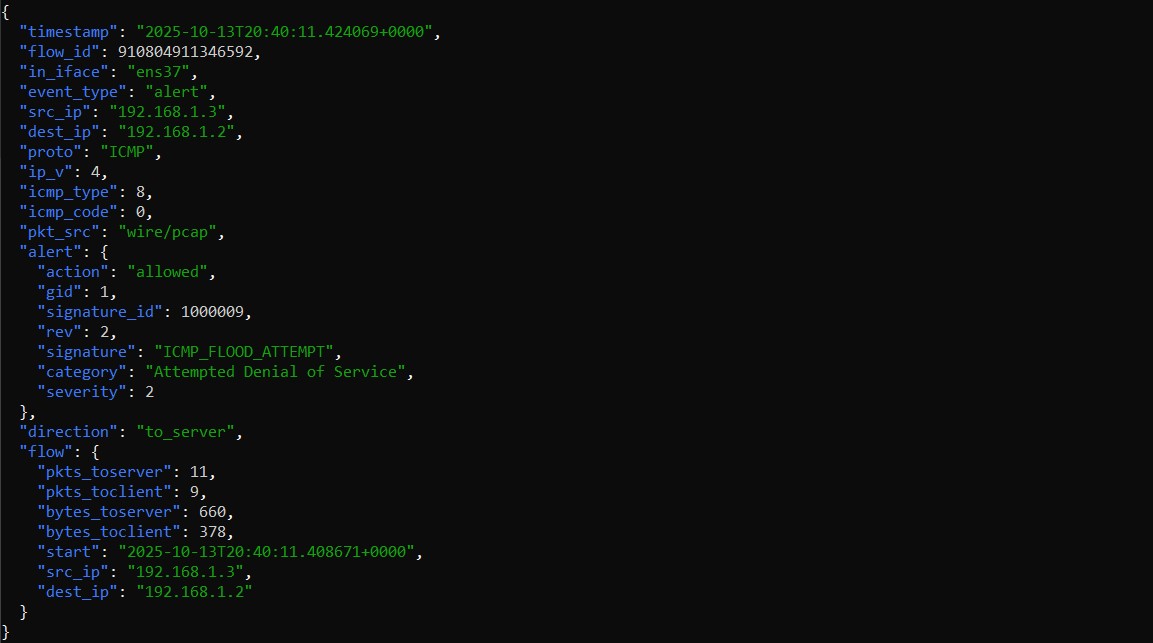 {
  "timestamp": "2025-10-13T20:40:11.424069+0000",
  "flow_id": 910804911346592,
  "in_iface": "ens37",
  "event_type": "alert",
  "src_ip": "192.168.1.3",
  "dest_ip": "192.168.1.2",
  "proto": "ICMP",
  "ip_v": 4,
  "icmp_type": 8,
  "icmp_code": 0,
  "pkt_src": "wire/pcap",
  "alert": {
    "action": "allowed",
    "gid": 1,
    "signature_id": 1000009,
    "rev": 2,
    "signature": "ICMP_FLOOD_ATTEMPT",
    "category": "Attempted Denial of Service",
    "severity": 2
  },
  "direction": "to_server",
  "flow": {
    "pkts_toserver": 11,
    "pkts_toclient": 9,
    "bytes_toserver": 660,
    "bytes_toclient": 378,
    "start": "2025-10-13T20:40:11.408671+0000",
    "src_ip": "192.168.1.3",
    "dest_ip": "192.168.1.2"
  }
}